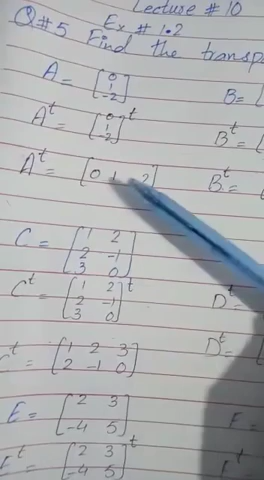 Lecture # 10
Q#5 Ex # 1.2
Find the transp
A = [0 1 -2] B = [
A^t = [0 1 -2]^t B^t = [
A^t = [0 1 -2] B^t =
C = [1 2
2 -1
3 0]
C^t = [1 2
2 -1
3 0]^t D^t =
C^t = [1 2 3
2 -1 0] D^t =
E = [2 3
-4 5] F =
E^t = [2 3
-4 5]^t F^t